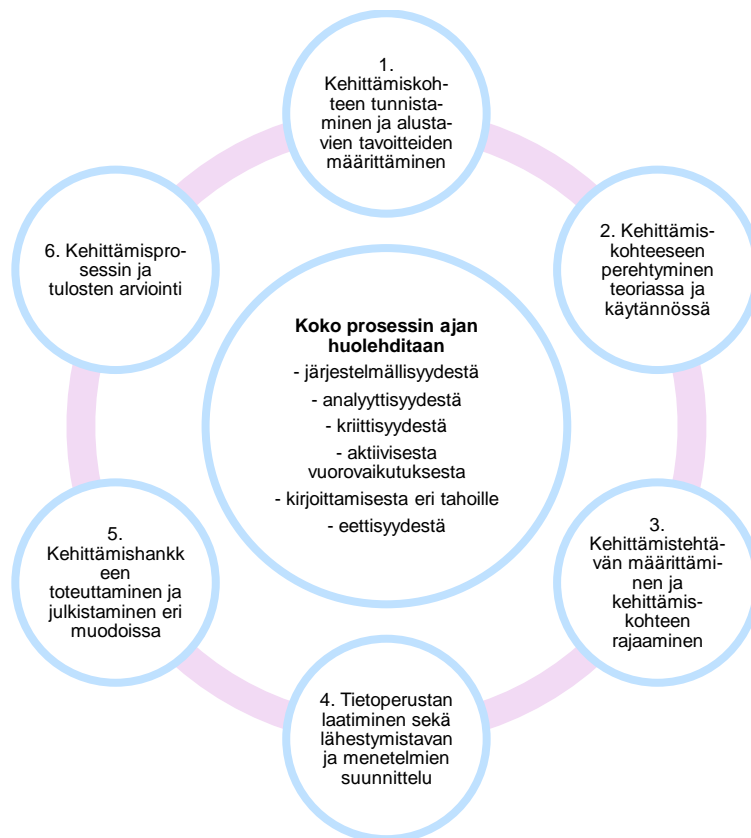 1.
Kehittämiskoh-
teen tunnista-
minen ja alusta-
vien tavoitteiden
määrittäminen
2. Kehittämis-
kohteeseen
perehtyminen
teoriassa ja
käytännössä
3.
Kehittämistehtä-
vän määrittämi-
nen ja
kehittämis-
kohteen
rajaaminen
4. Tietoperustan
laatiminen sekä
lähestymistavan
ja menetelmien
suunnittelu
5.
Kehittämishankk
een
toteuttaminen ja
julkistaminen eri
muodoissa
6. Kehittämispro-
sessin ja
tulosten arviointi
Koko prosessin ajan
huolehditaan
- järjestelmällisyydestä
- analyyttisyydestä
- kriittisyydestä
- aktiivisesta
vuorovaikutuksesta
- kirjoittamisesta eri tahoille
- eettisyydestä